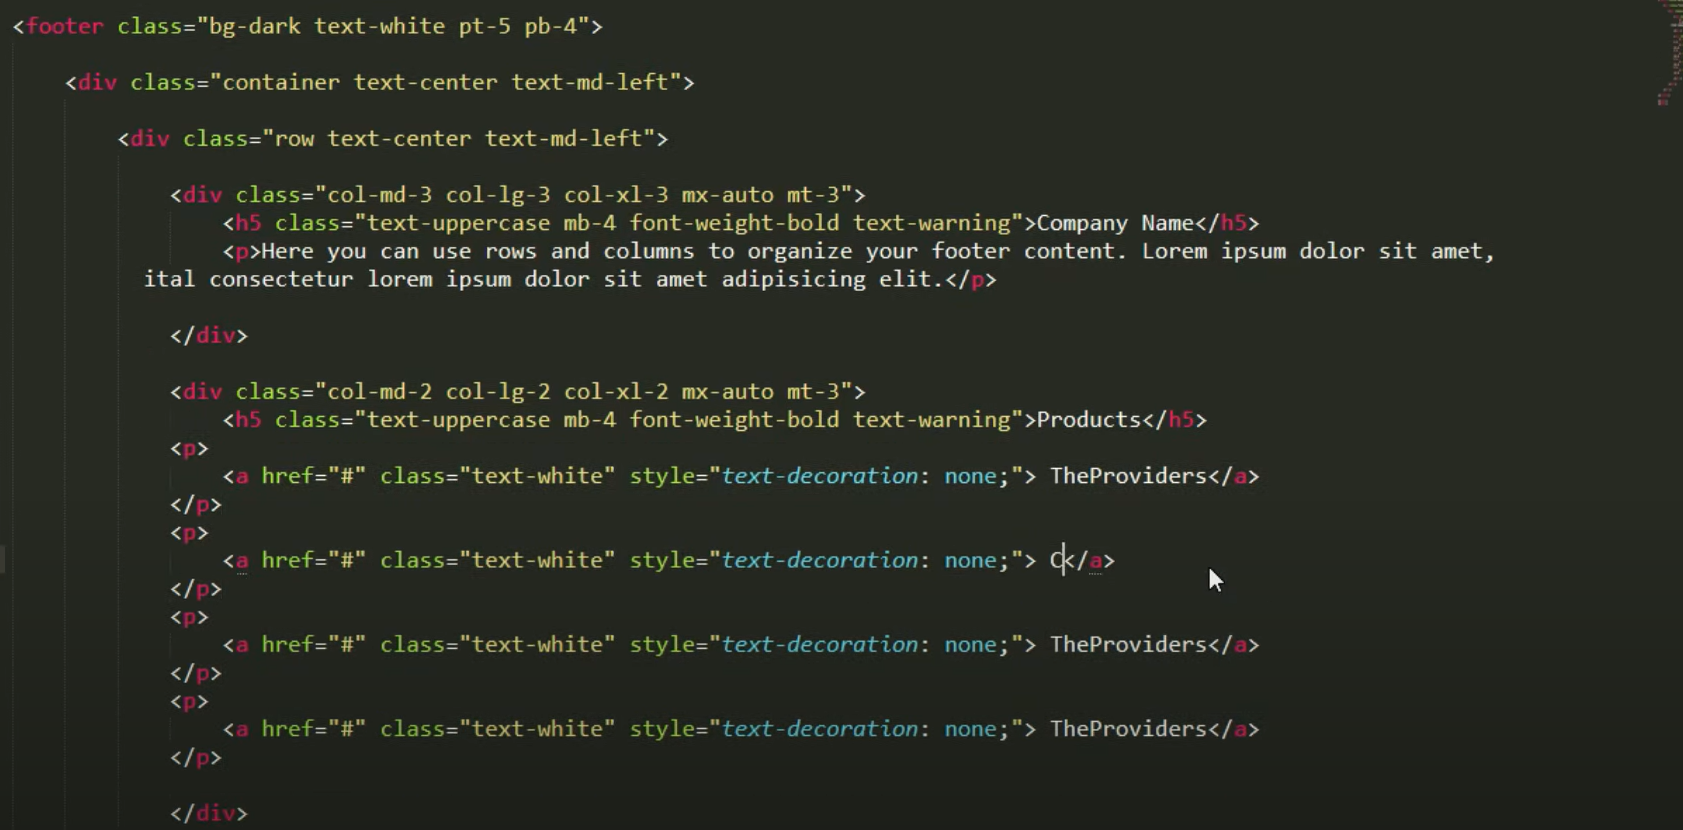 <footer class="bg-dark text-white pt-5 pb-4">
<div class="container text-center text-md-left">
<div class="row text-center text-md-left">
<div class="col-md-3 col-lg-3 col-xl-3 mx-auto mt-3">
<h5 class="text-uppercase mb-4 font-weight-bold text-warning">Company Name</h5>
<p>Here you can use rows and columns to organize your footer content. Lorem ipsum dolor sit amet,
ital consectetur lorem ipsum dolor sit amet adipisicing elit.</p>
</div>
<div class="col-md-2 col-lg-2 col-xl-2 mx-auto mt-3">
<h5 class="text-uppercase mb-4 font-weight-bold text-warning">Products</h5>
<p>
<a href="#" class="text-white" style="text-decoration: none;"> TheProviders</a>
</p>
<p>
<a href="#" class="text-white" style="text-decoration: none;"> C</a>
</p>
<p>
<a href="#" class="text-white" style="text-decoration: none;"> TheProviders</a>
</p>
<p>
<a href="#" class="text-white" style="text-decoration: none;"> TheProviders</a>
</p>
</div>